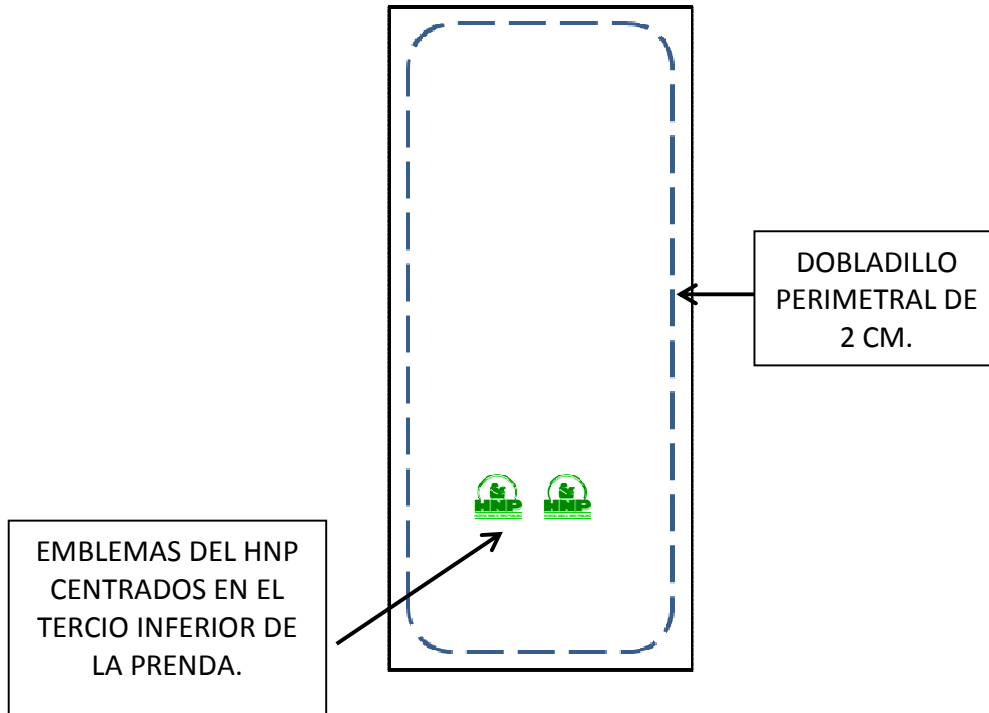 DOBLADILLO
PERIMETRAL DE
2 CM.
HNP
HNP
EMBLEMAS DEL HNP
CENTRADOS EN EL
TERCIO INFERIOR DE
LA PRENDA.